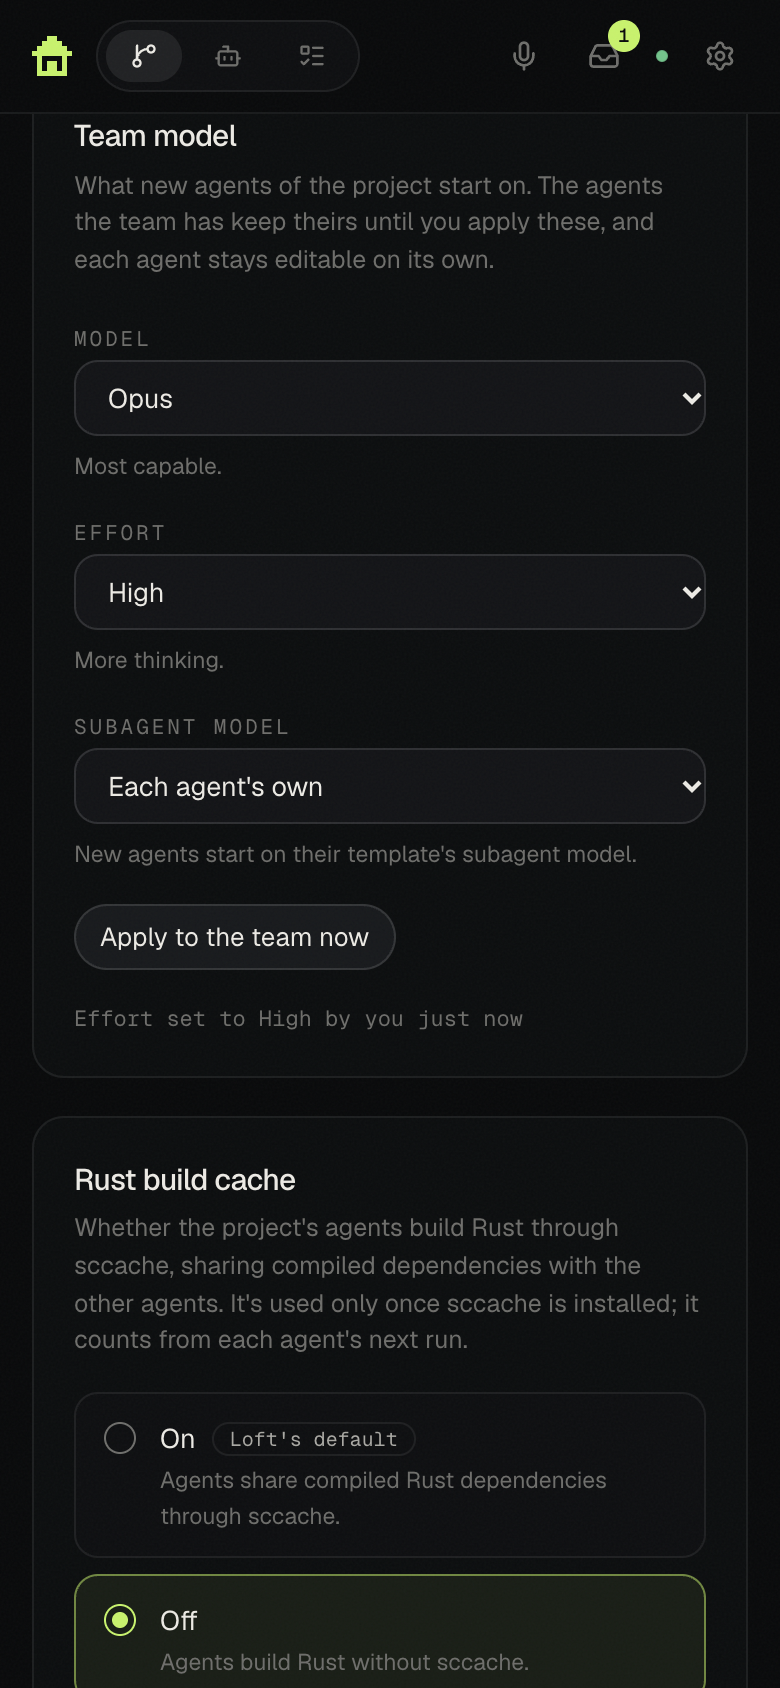 1
Team model
What new agents of the project start on. The agents
the team has keep theirs until you apply these, and
each agent stays editable on its own.
MODEL
Opus
Most capable.
EFFORT
High
More thinking.
SUBAGENT MODEL
Each agent's own
New agents start on their template's subagent model.
Apply to the team now
Effort set to High by you just now
Rust build cache
Whether the project's agents build Rust through
sccache, sharing compiled dependencies with the
other agents. It's used only once sccache is installed; it
counts from each agent's next run.
On Loft's default
Agents share compiled Rust dependencies
through sccache.
Off
Agents build Rust without sccache.